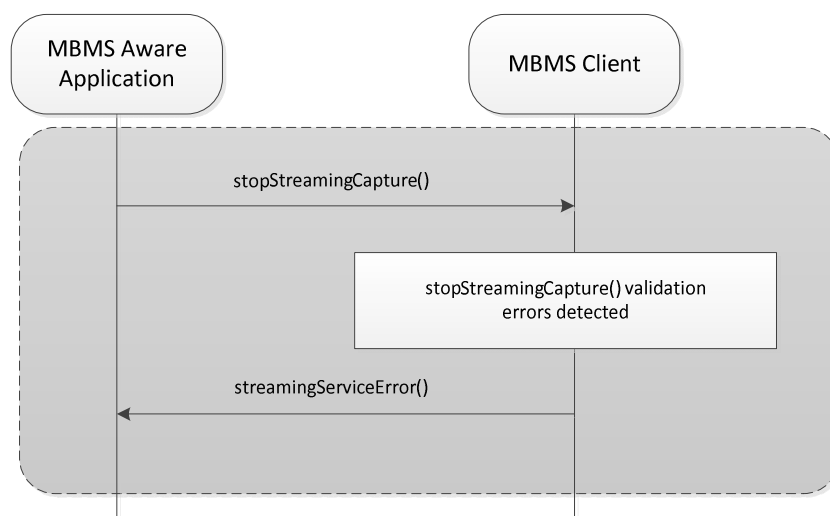 MBMS Aware
Application
MBMS Client
stopStreamingCapture()
stopStreamingCapture() validation
errors detected
streamingServiceError()